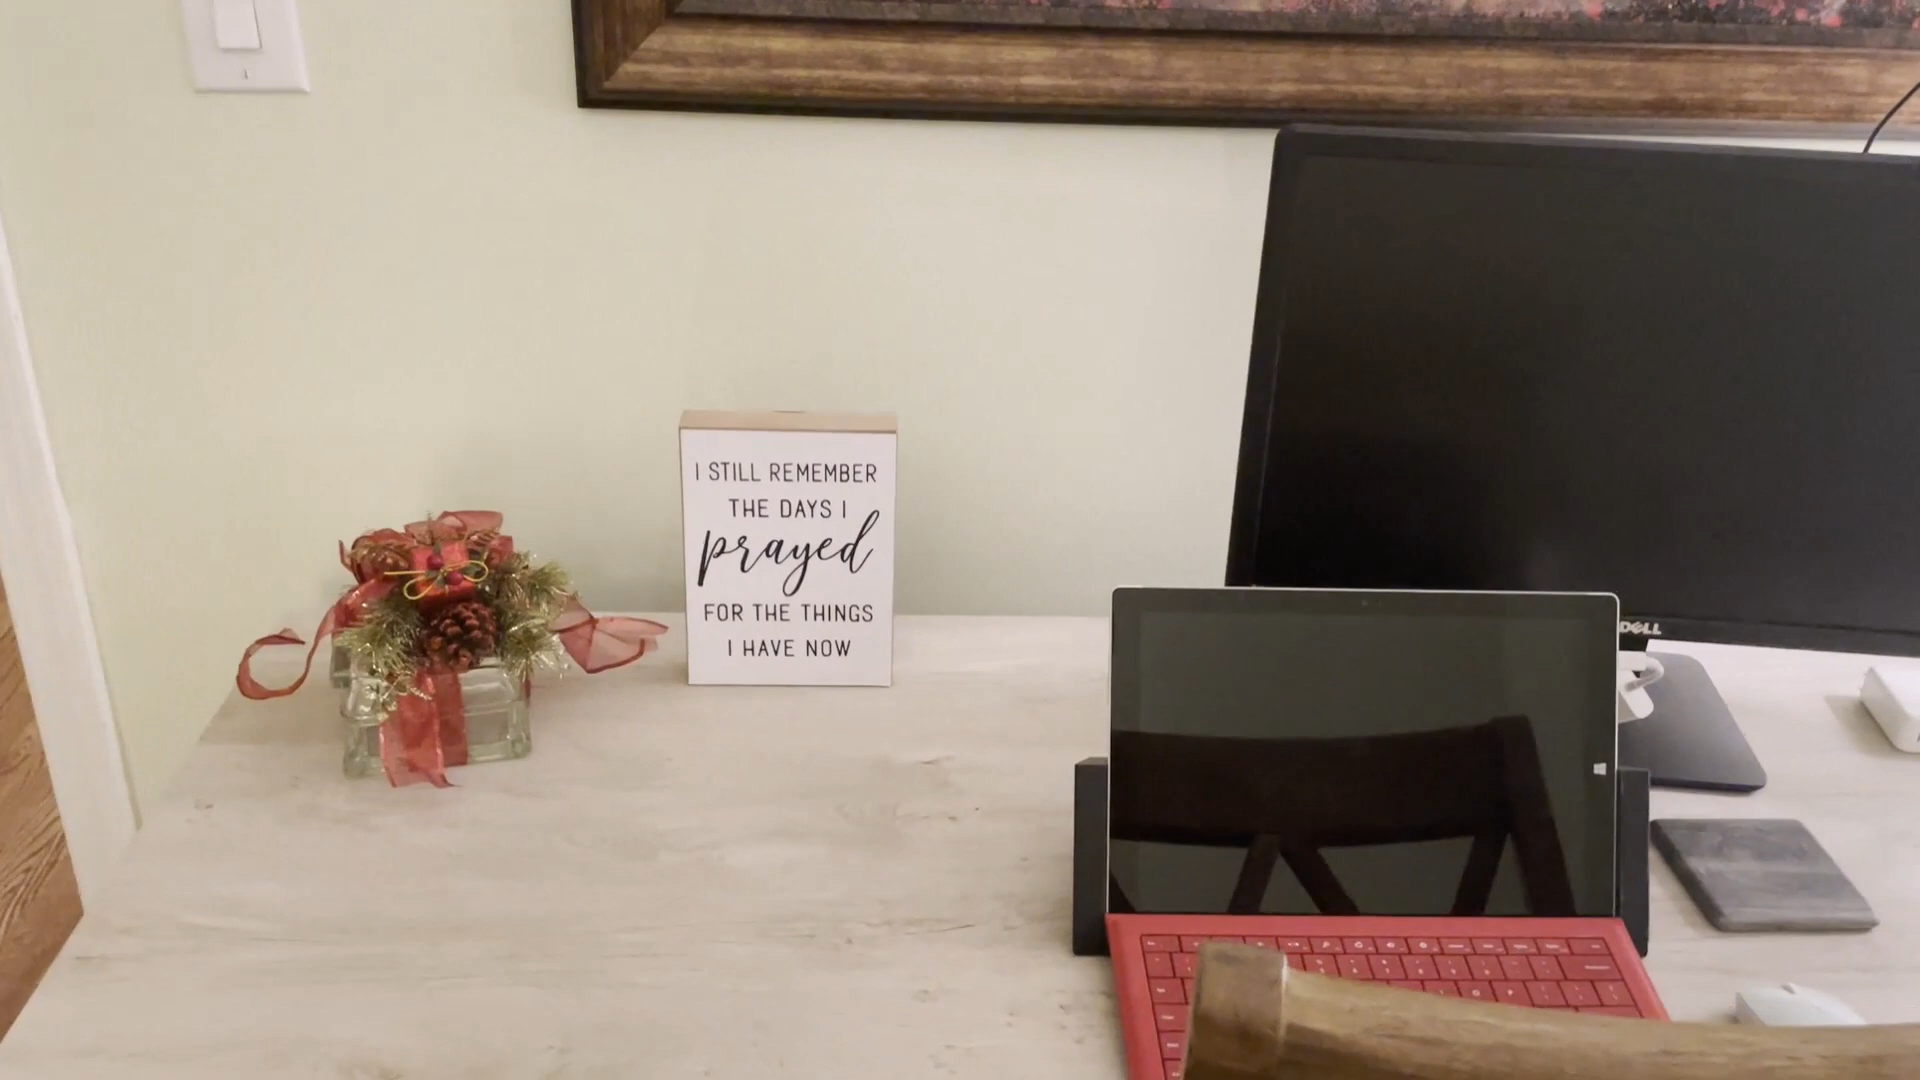 I STILL REMEMBER
THE DAYS I
prayed
FOR THE THINGS
I HAVE NOW
DELL